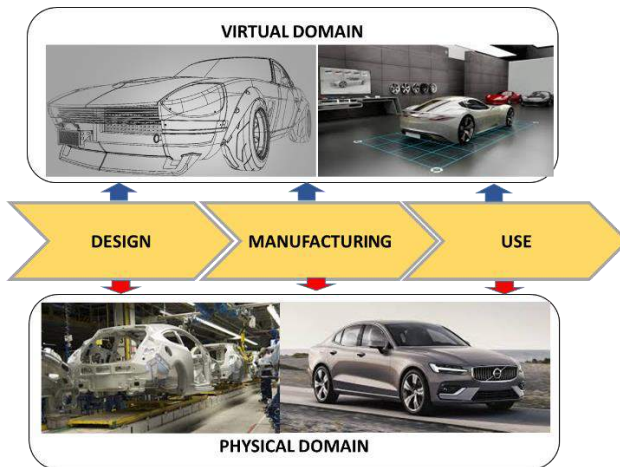 VIRTUAL DOMAIN
DESIGN
MANUFACTURING
USE
PHYSICAL DOMAIN